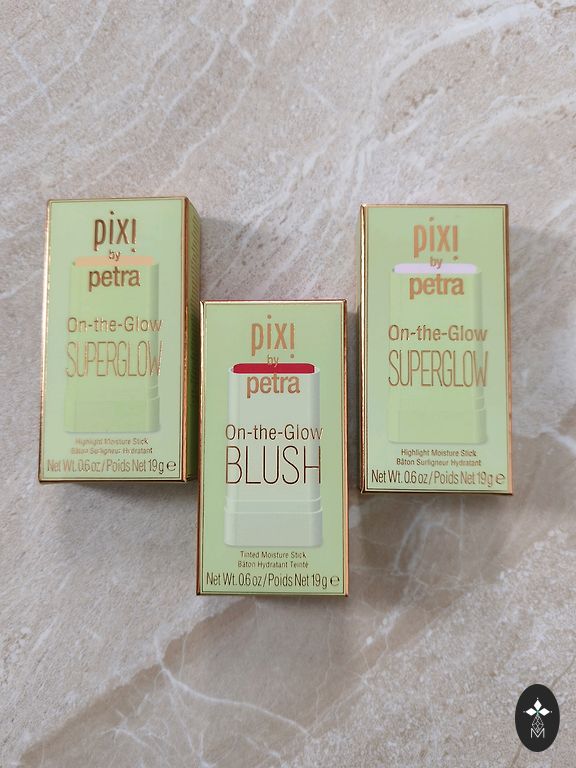 pixi
by
petra
On-the-Glow
SUPERGLOW
Highlight Moisture Stick
Bâton Surligneur Hydratant
Net Wt. 0.6 oz / Poids Net 19 g e
pixi
by
petra
On-the-Glow
BLUSH
Tinted Moisture Stick
Bâton Hydratant Teinté
Net Wt. 0.6 oz / Poids Net 19 g e
pixi
by
petra
On-the-Glow
SUPERGLOW
Highlight Moisture Stick
Bâton Surligneur Hydratant
Net Wt. 0.6 oz / Poids Net 19 g e
M